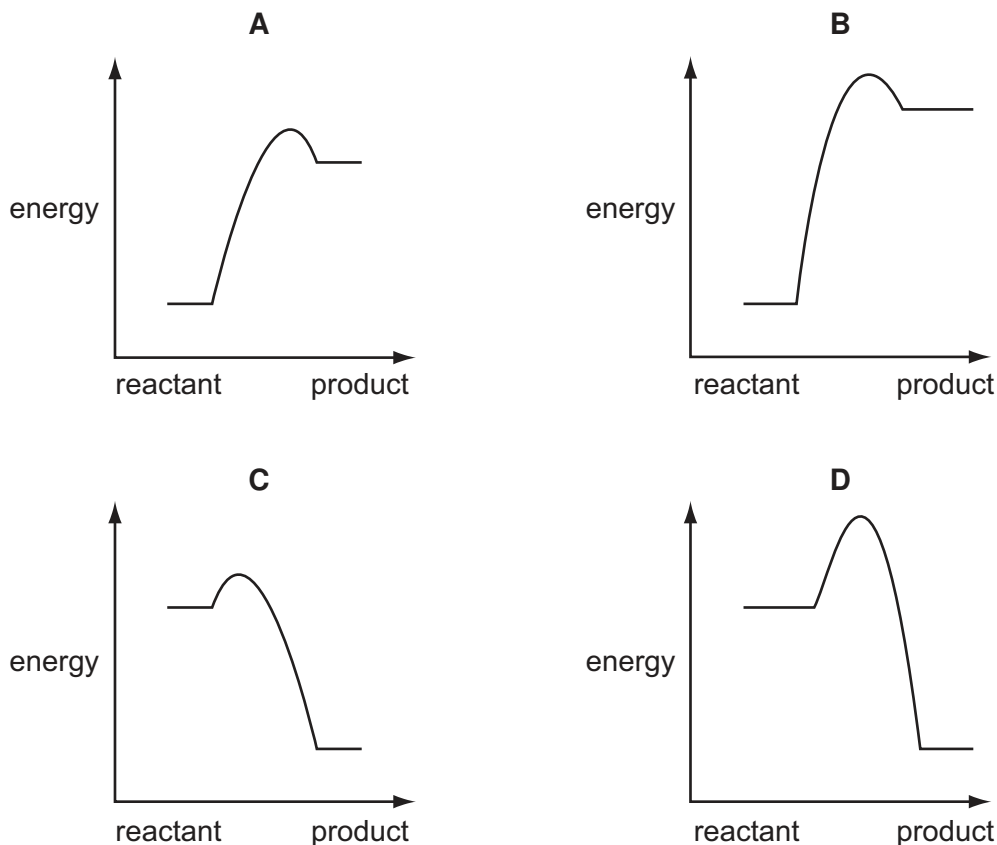 A
B
energy
energy
reactant product
reactant product
C
D
energy
energy
reactant product
reactant product